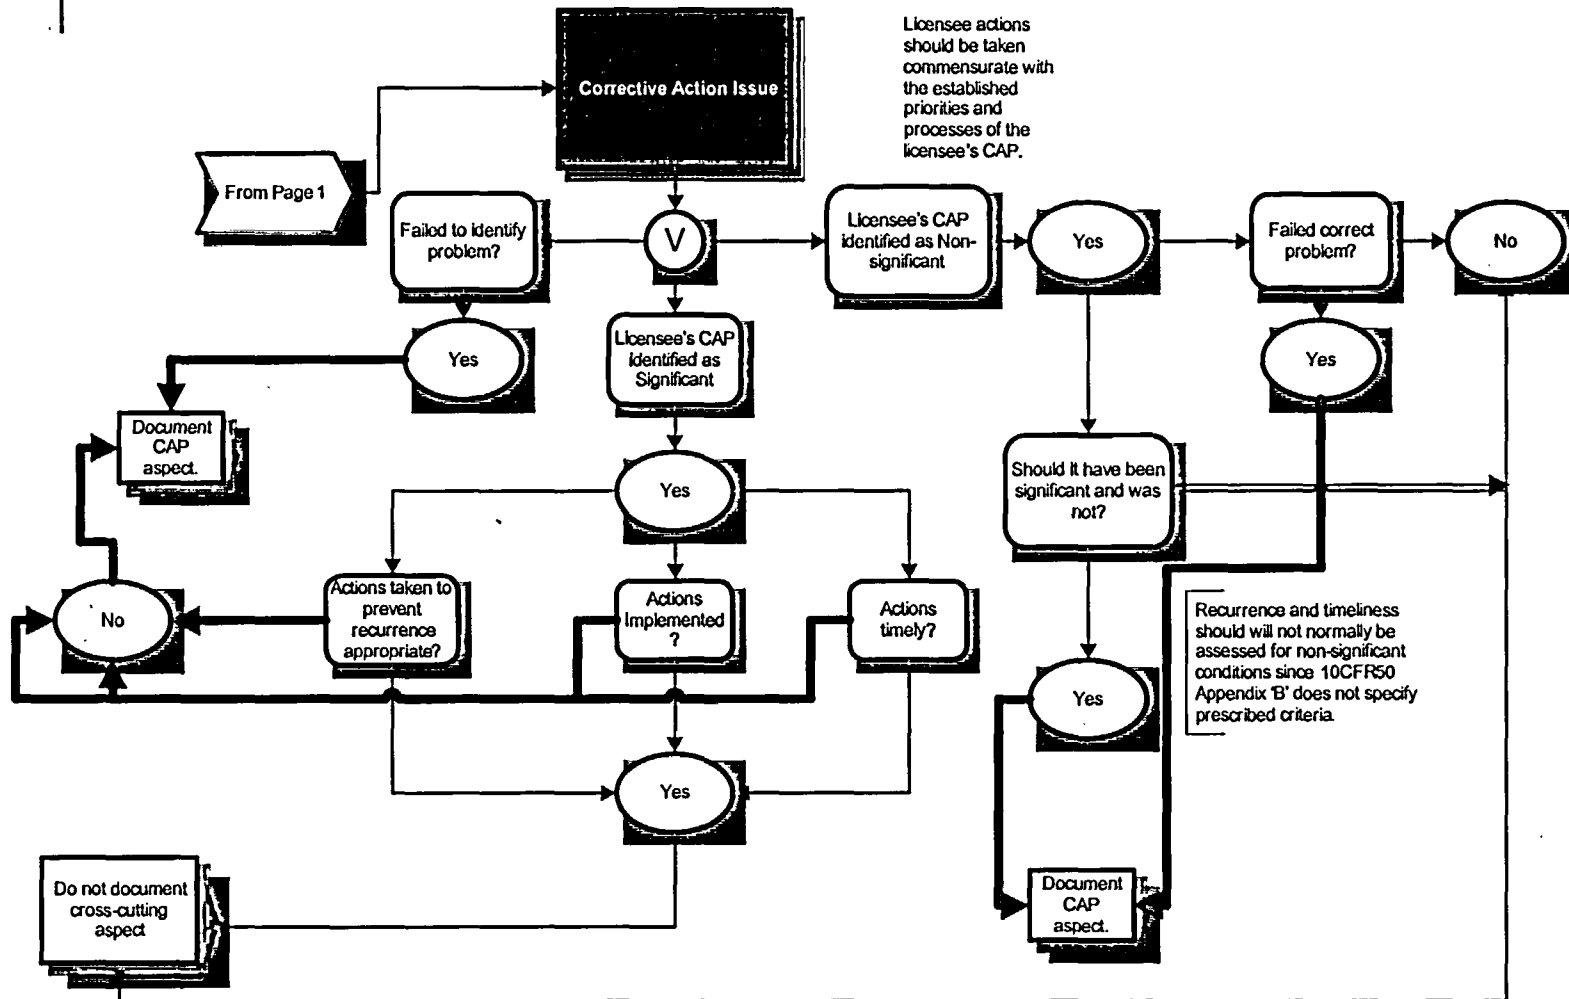 Licensee actions
should be taken
commensurate with
the established
priorities and
processes of the
licensee's CAP.
Corrective Action Issue
From Page 1
Failed to identify
problem?
V
Licensee's CAP
identified as Non-
significant
Yes
Failed correct
problem?
No
Yes
Licensee's CAP
Identified as
Significant
Yes
Document
CAP
aspect.
Yes
Should it have been
significant and was
not?
No
Actions taken to
prevent
recurrence
appropriate?
Actions
Implemented
?
Actions
timely?
Recurrence and timeliness
should will not normally be
assessed for non-significant
conditions since 10CFR50
Appendix 'B' does not specify
prescribed criteria.
Yes
Yes
Do not document
cross-cutting
aspect
Document
CAP
aspect.